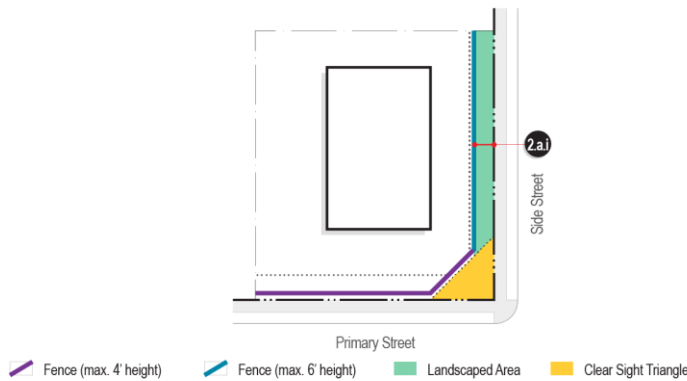 2.a.i
Side Street
Primary Street
Fence (max. 4' height) Fence (max. 6' height) Landscaped Area Clear Sight Triangle